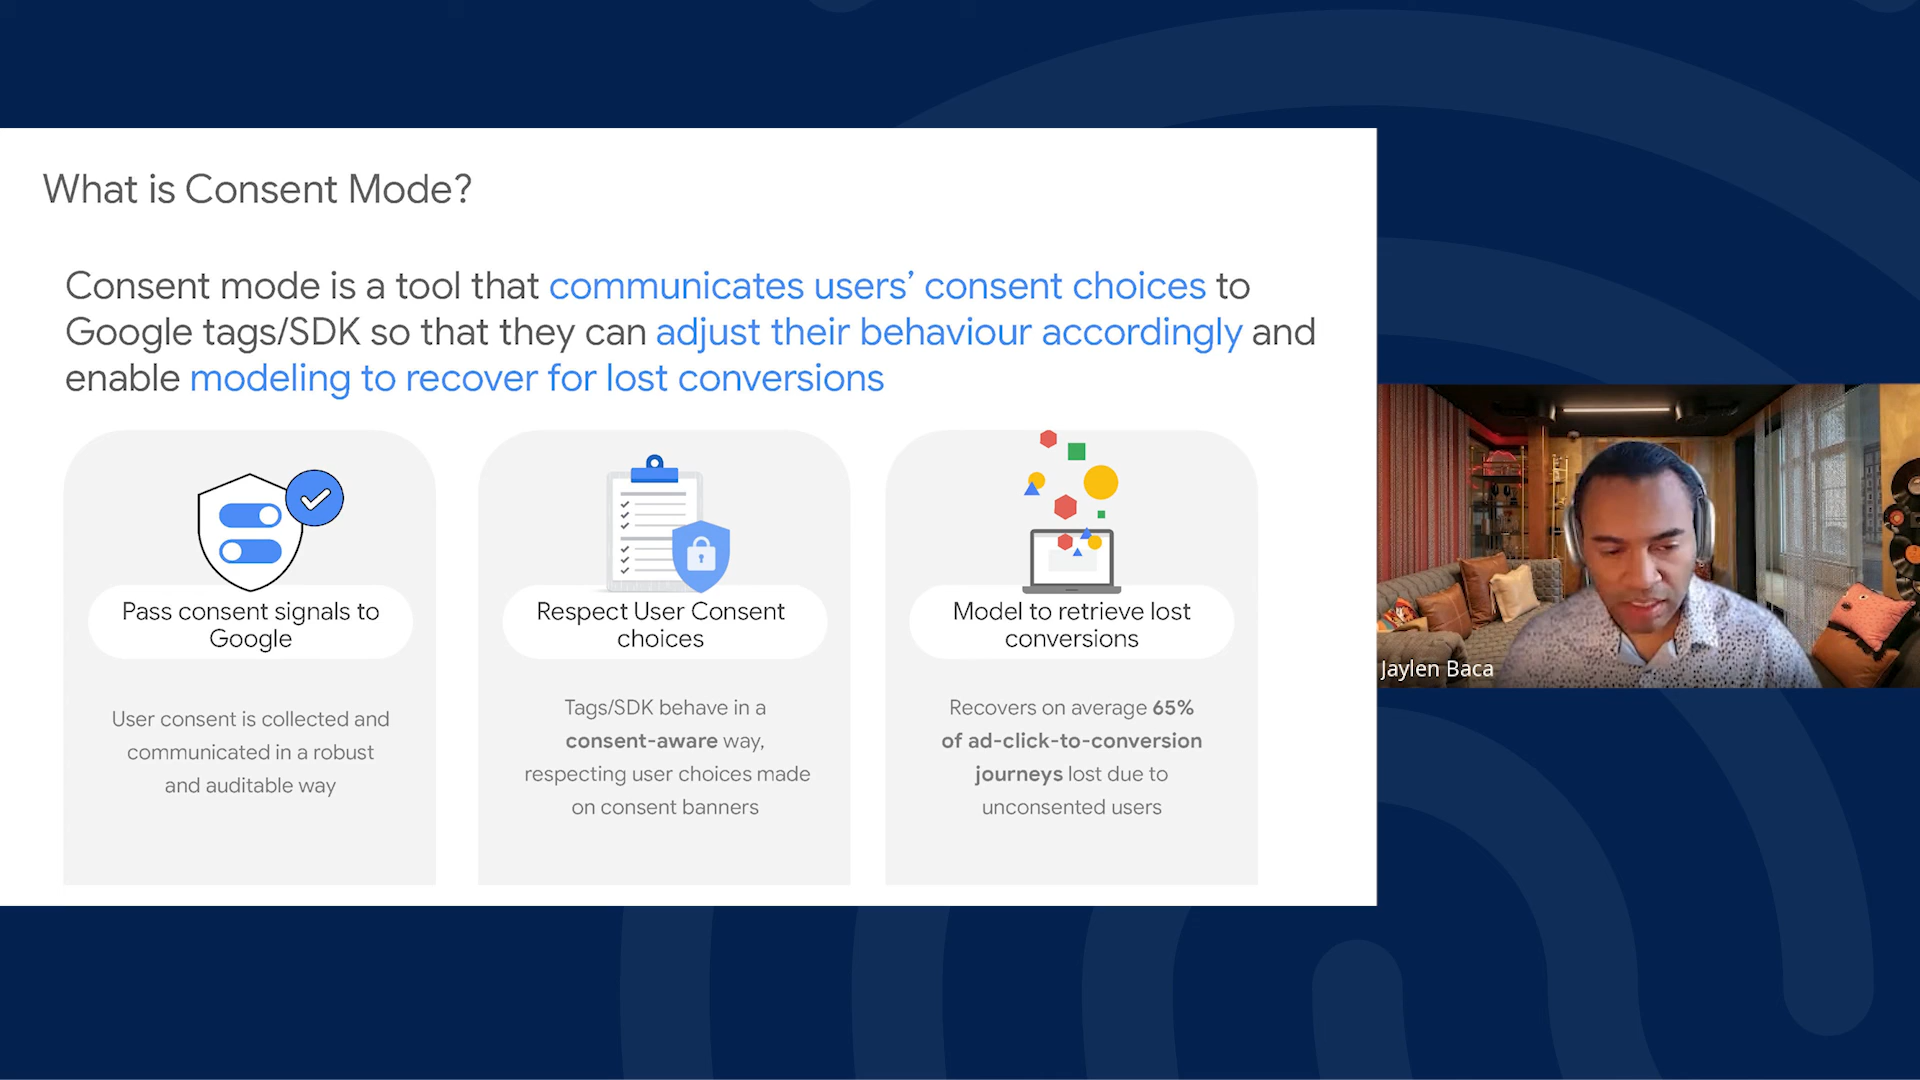 What is Consent Mode?
Consent mode is a tool that communicates users’ consent choices to
Google tags/SDK so that they can adjust their behaviour accordingly and
enable modeling to recover for lost conversions
Pass consent signals to
Google
User consent is collected and
communicated in a robust
and auditable way
Respect User Consent
choices
Tags/SDK behave in a
consent-aware way,
respecting user choices made
on consent banners
Model to retrieve lost
conversions
Recovers on average 65%
of ad-click-to-conversion
journeys lost due to
unconsented users
Jaylen Baca